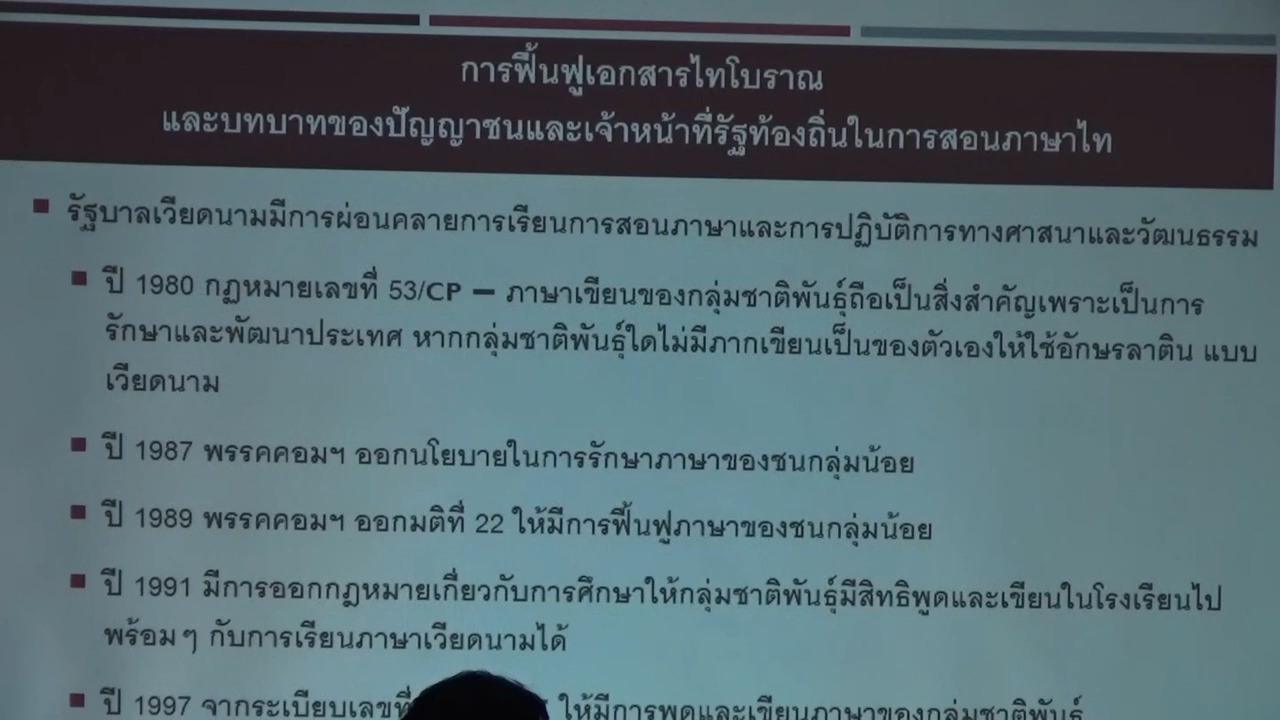 การฟื้นฟูเอกสารไทโบราณ
และบทบาทของปัญญาชนและเจ้าหน้าที่รัฐท้องถิ่นในการสอนภาษาไท
รัฐบาลเวียดนามมีการผ่อนคลายการเรียนการสอนภาษาและการปฏิบัติการทางศาสนาและวัฒนธรรม
ปี 1980 กฎหมายเลขที่ 53/CP – ภาษาเขียนของกลุ่มชาติพันธุ์ถือเป็นสิ่งสำคัญเพราะเป็นการ
รักษาและพัฒนาประเทศ หากกลุ่มชาติพันธุ์ใดไม่มีภากเขียนเป็นของตัวเองให้ใช้อักษรลาติน แบบ
เวียดนาม
ปี 1987 พรรคคอมฯ ออกนโยบายในการรักษาภาษาของชนกลุ่มน้อย
ปี 1989 พรรคคอมฯ ออกมติที่ 22 ให้มีการฟื้นฟูภาษาของชนกลุ่มน้อย
ปี 1991 มีการออกกฎหมายเกี่ยวกับการศึกษาให้กลุ่มชาติพันธุ์มีสิทธิพูดและเขียนในโรงเรียนไป
พร้อมๆ กับการเรียนภาษาเวียดนามได้
ปี 1997 จากระเบียบเลขที่ ให้มีการพูดและเขียนภาษาของกลุ่มชาติพันธุ์